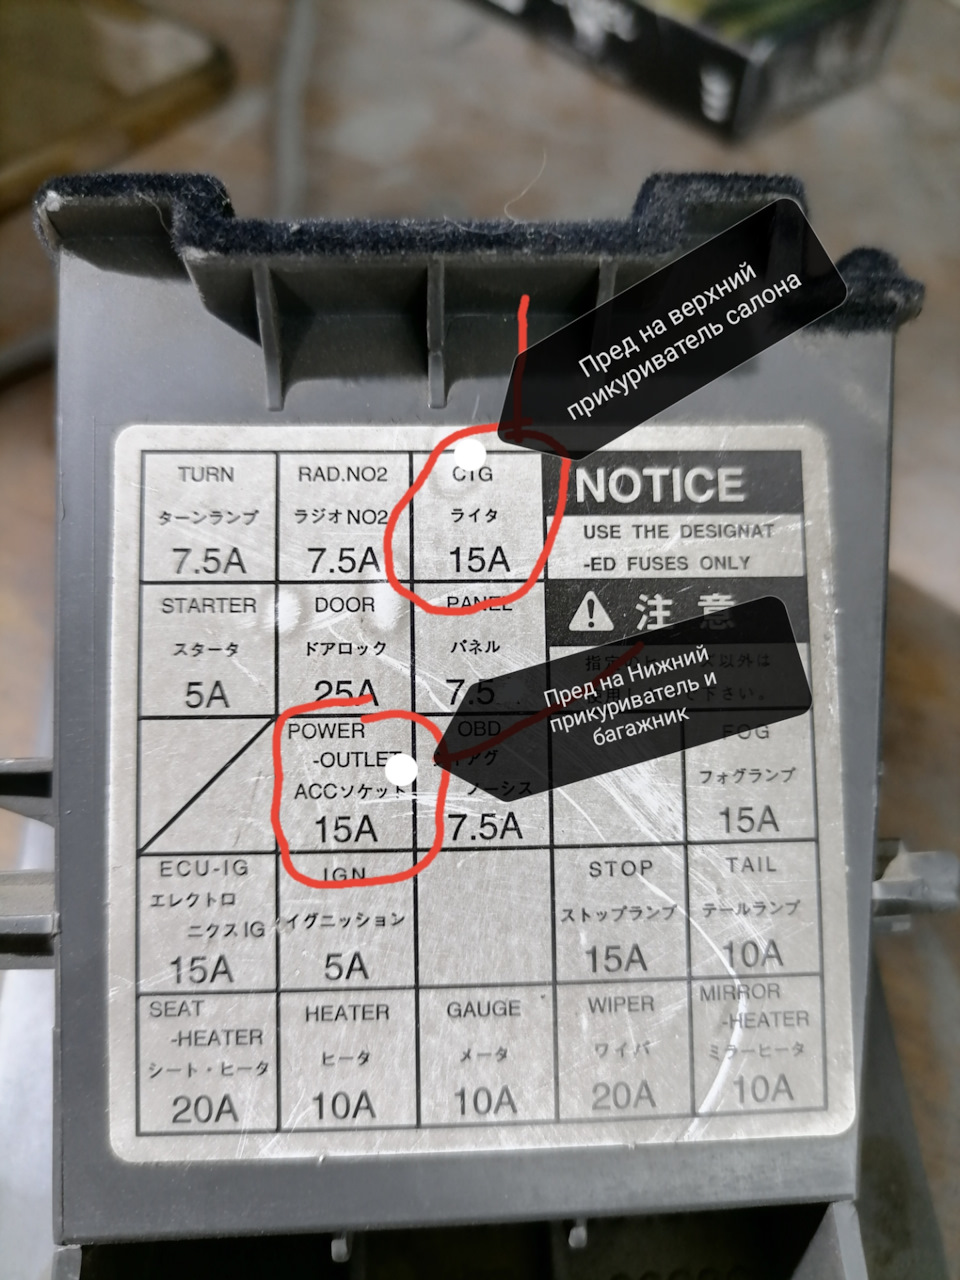 Пред на верхний
прикуриватель салона
TURN
ターンランプ
7.5A
RAD.NO2
ラジオNO2
7.5A
CIG
ライタ
15A
NOTICE
USE THE DESIGNAT
-ED FUSES ONLY
注意
STARTER
スタータ
5A
DOOR
ドアロック
25A
PANEL
パネル
7.5
Пред на Нижний
прикуриватель и
багажник
POWER
-OUTLET
ACCソケット
15A
OBD
7.5A
FOG
フォグランプ
15A
ECU-IG
エレクトロ
ニクスIG
15A
IGN
イグニッション
5A
STOP
ストップランプ
15A
TAIL
テールランプ
10A
SEAT
-HEATER
シート・ヒータ
20A
HEATER
ヒータ
10A
GAUGE
メータ
10A
WIPER
ワイパ
20A
MIRROR
-HEATER
ミラーヒータ
10A